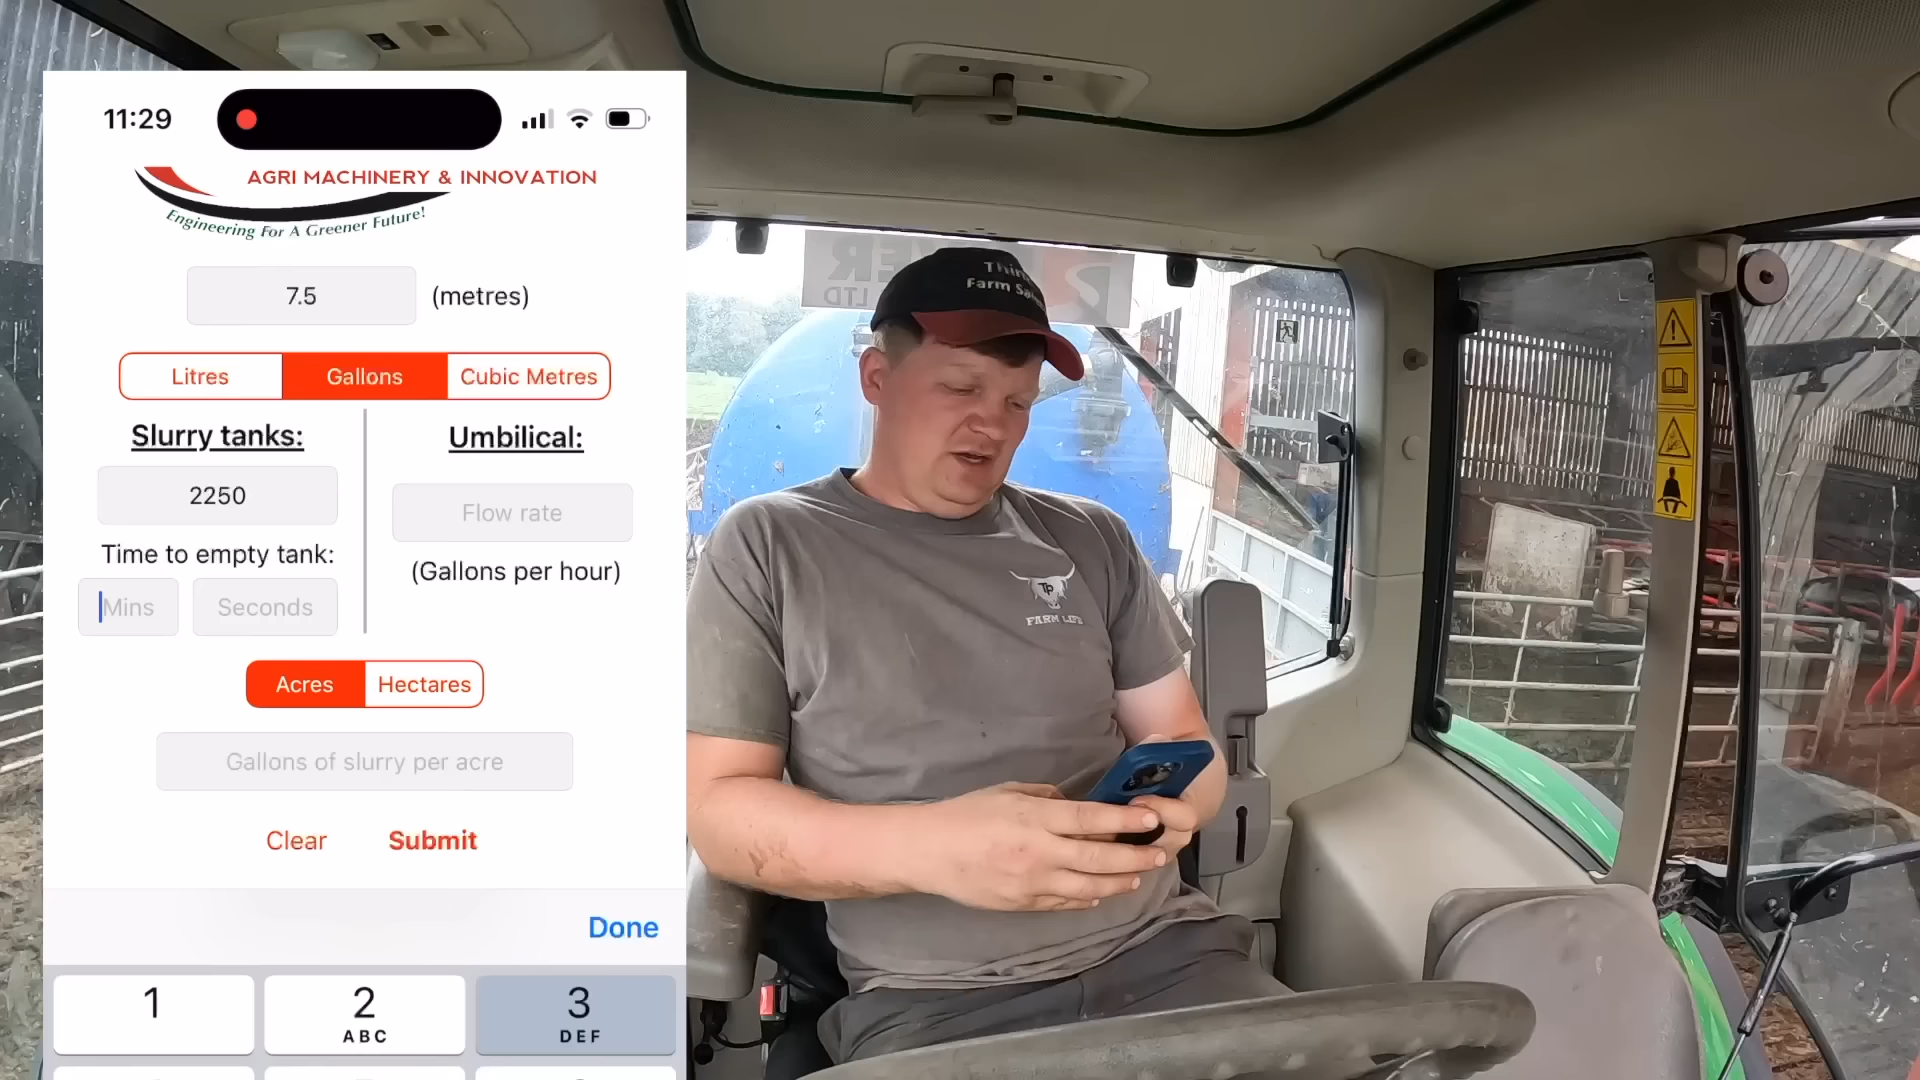 11:29
AGRI MACHINERY & INNOVATION
Engineering For A Greener Future!
7.5 (metres)
Litres Gallons Cubic Metres
Slurry tanks: Umbilical:
2250
Flow rate
Time to empty tank:
(Gallons per hour)
Mins Seconds
Acres Hectares
Gallons of slurry per acre
Clear Submit
Done
1 2 3
ABC DEF
Farm
TP
FARM LIFE
LTD